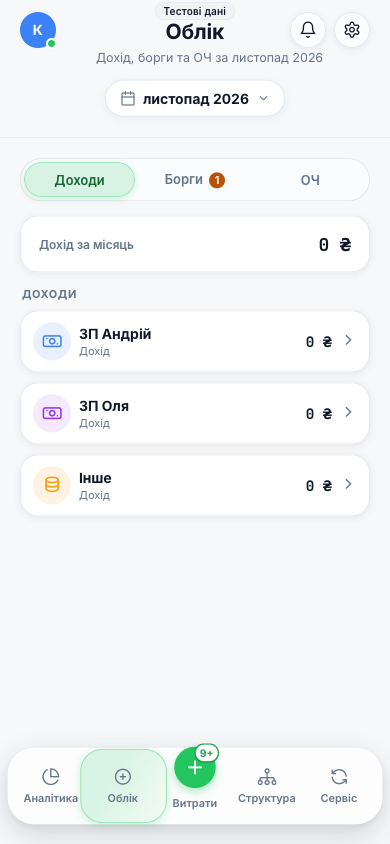 Тестові дані
К
Облік
Дохід, борги та ОЧ за листопад 2026
листопад 2026
Доходи
Борги 1
ОЧ
Дохід за місяць
0 ₴
ДОХОДИ
ЗП Андрій
Дохід
0 ₴
ЗП Оля
Дохід
0 ₴
Інше
Дохід
0 ₴
9+
Аналітика
Облік
Витрати
Структура
Сервіс